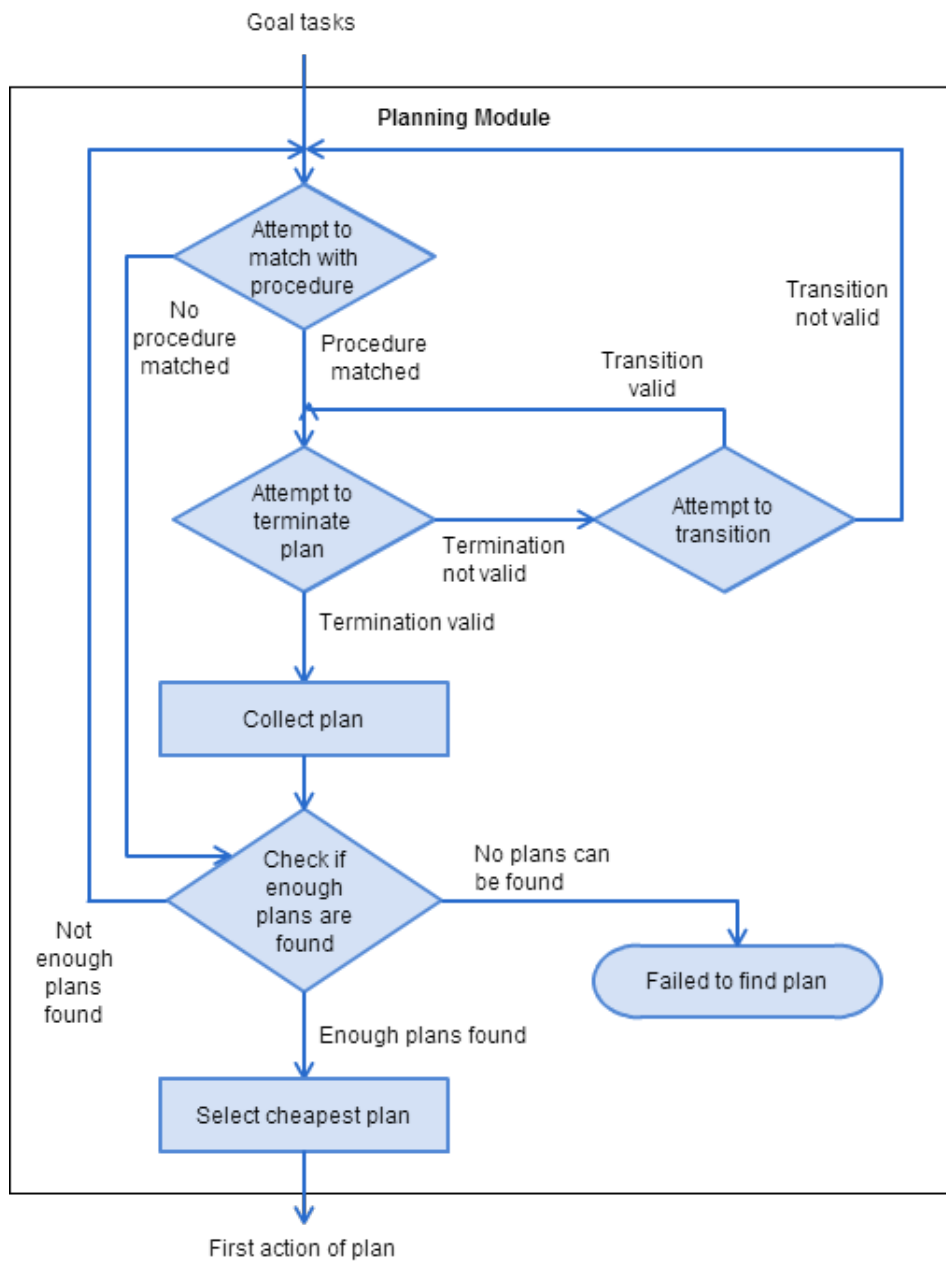 Goal tasks
Planning Module
Attempt to
match with
procedure
No
procedure
matched
Procedure
matched
Transition
valid
Transition
not valid
Attempt to
terminate
plan
Termination
not valid
Attempt to
transition
Termination valid
Collect plan
Check if
enough
plans are
found
No plans can
be found
Not
enough
plans
found
Failed to find plan
Enough plans found
Select cheapest plan
First action of plan